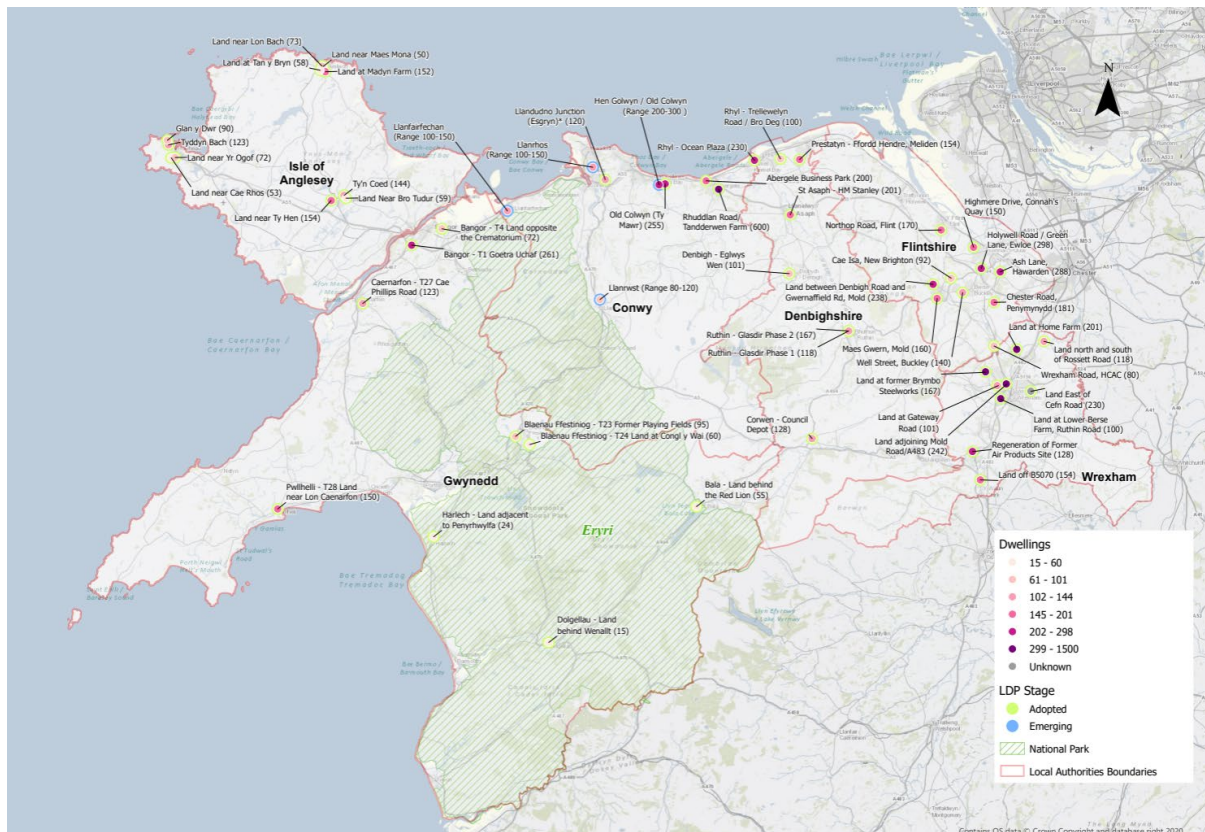 Land near Lon Bach (73)
Land near Maes Mona (50)
Land at Tan y Bryn (58)
Land at Madyn Farm (152)
Glan y Dwr (90)
Tyddyn Bach (123)
Land near Yr Ogof (72)
Land near Cae Rhos (53)
Isle of
Anglesey
Ty'n Coed (144)
Land Near Bro Tudur (59)
Land near Ty Hen (154)
Llanfairfechan
(Range 100-150)
Llandudno Junction
(Esgryn)* (120)
Llanrhos
(Range 100-150)
Hen Golwyn / Old Colwyn
(Range 200-300 )
Rhyl - Trellewelyn
Road / Bro Deg (100)
Rhyl - Ocean Plaza (230)
Prestatyn - Ffordd Hendre, Meliden (154)
Abergele Business Park (200)
St Asaph - HM Stanley (201)
Old Colwyn (Ty
Mawr) (255)
Rhuddlan Road/
Tandderwen Farm (600)
Bangor - T4 Land opposite
the Crematorium (72)
Bangor - T1 Goetra Uchaf (261)
Caernarfon - T27 Cae
Phillips Road (123)
Llanrwst (Range 80-120)
Conwy
Denbigh - Eglwys
Wen (101)
Northop Road, Flint (170)
Highmere Drive, Connah's
Quay (150)
Flintshire
Holywell Road / Green
Lane, Ewloe (298)
Cae Isa, New Brighton (92)
Ash Lane,
Hawarden (288)
Land between Denbigh Road and
Gwernaffield Rd, Mold (238)
Chester Road,
Penymynydd (181)
Denbighshire
Ruthin - Glasdir Phase 2 (167)
Ruthin - Glasdir Phase 1 (118)
Maes Gwern, Mold (160)
Well Street, Buckley (140)
Land at Home Farm (201)
Land north and south
of Rossett Road (118)
Wrexham Road, HCAC (80)
Land at former Brymbo
Steelworks (167)
Land East of
Cefn Road (230)
Land at Gateway
Road (101)
Land at Lower Berse
Farm, Ruthin Road (100)
Land adjoining Mold
Road/A483 (242)
Corwen - Council
Depot (128)
Regeneration of Former
Air Products Site (128)
Land off B5070 (154)
Wrexham
Blaenau Ffestiniog - T23 Former Playing Fields (95)
Blaenau Ffestiniog - T24 Land at Congl y Wai (60)
Gwynedd
Pwllhelli - T28 Land
near Lon Caenarfon (150)
Harlech - Land adjacent
to Penyrhwylfa (24)
Bala - Land behind
the Red Lion (55)
Eryri
Dolgellau - Land
behind Wenallt (15)
N
Liverpool
Chester
Bae Caernarfon /
Caernarfon Bay
Bae Tremadog
Tremadoc Bay
Bae Bermo /
Barmouth Bay
Dwellings
15 - 60
61 - 101
102 - 144
145 - 201
202 - 298
299 - 1500
Unknown
LDP Stage
Adopted
Emerging
National Park
Local Authorities Boundaries
Contains OS data © Crown Copyright and database right 2020